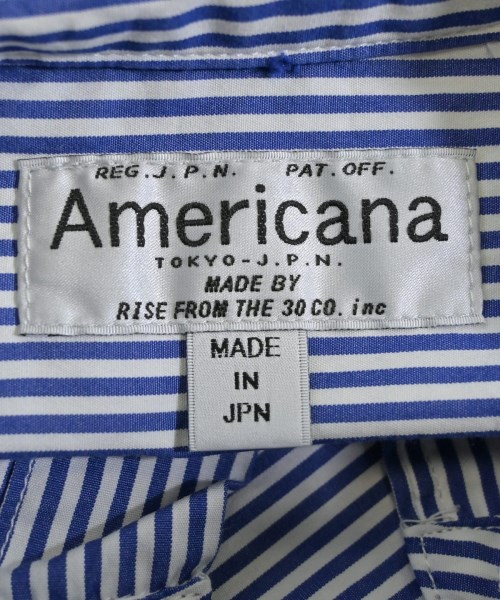 REG.J.P.N. PAT.OFF.
Americana
TOKYO-J.P.N.
MADE BY
RISE FROM THE 30 CO. inc
MADE
IN
JPN